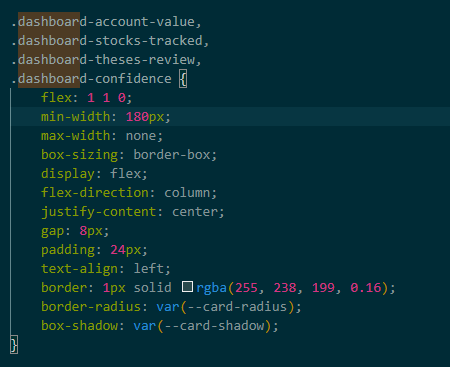 .dashboard-account-value,
.dashboard-stocks-tracked,
.dashboard-theses-review,
.dashboard-confidence {
    flex: 1 1 0;
    min-width: 180px;
    max-width: none;
    box-sizing: border-box;
    display: flex;
    flex-direction: column;
    justify-content: center;
    gap: 8px;
    padding: 24px;
    text-align: left;
    border: 1px solid rgba(255, 238, 199, 0.16);
    border-radius: var(--card-radius);
    box-shadow: var(--card-shadow);
}